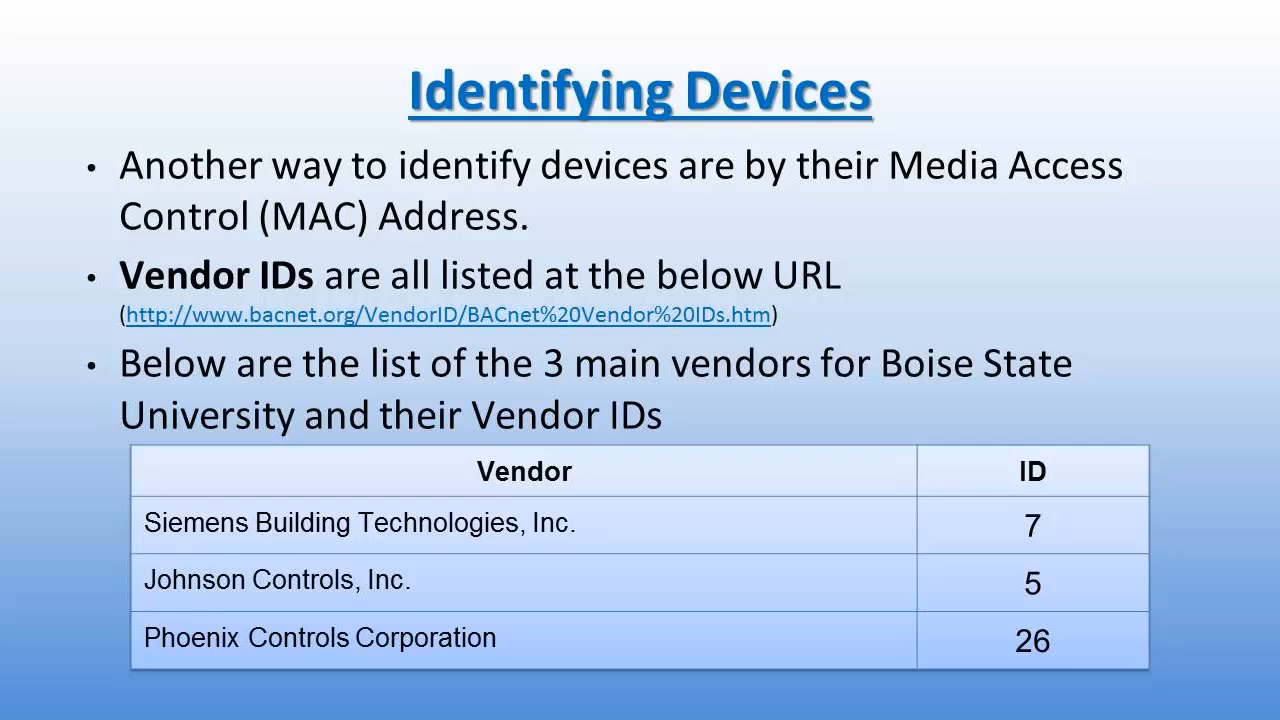 Identifying Devices
• Another way to identify devices are by their Media Access
Control (MAC) Address.
• Vendor IDs are all listed at the below URL
(http://www.bacnet.org/VendorID/BACnet%20Vendor%20IDs.htm)
• Below are the list of the 3 main vendors for Boise State
University and their Vendor IDs
Vendor ID
Siemens Building Technologies, Inc. 7
Johnson Controls, Inc. 5
Phoenix Controls Corporation 26